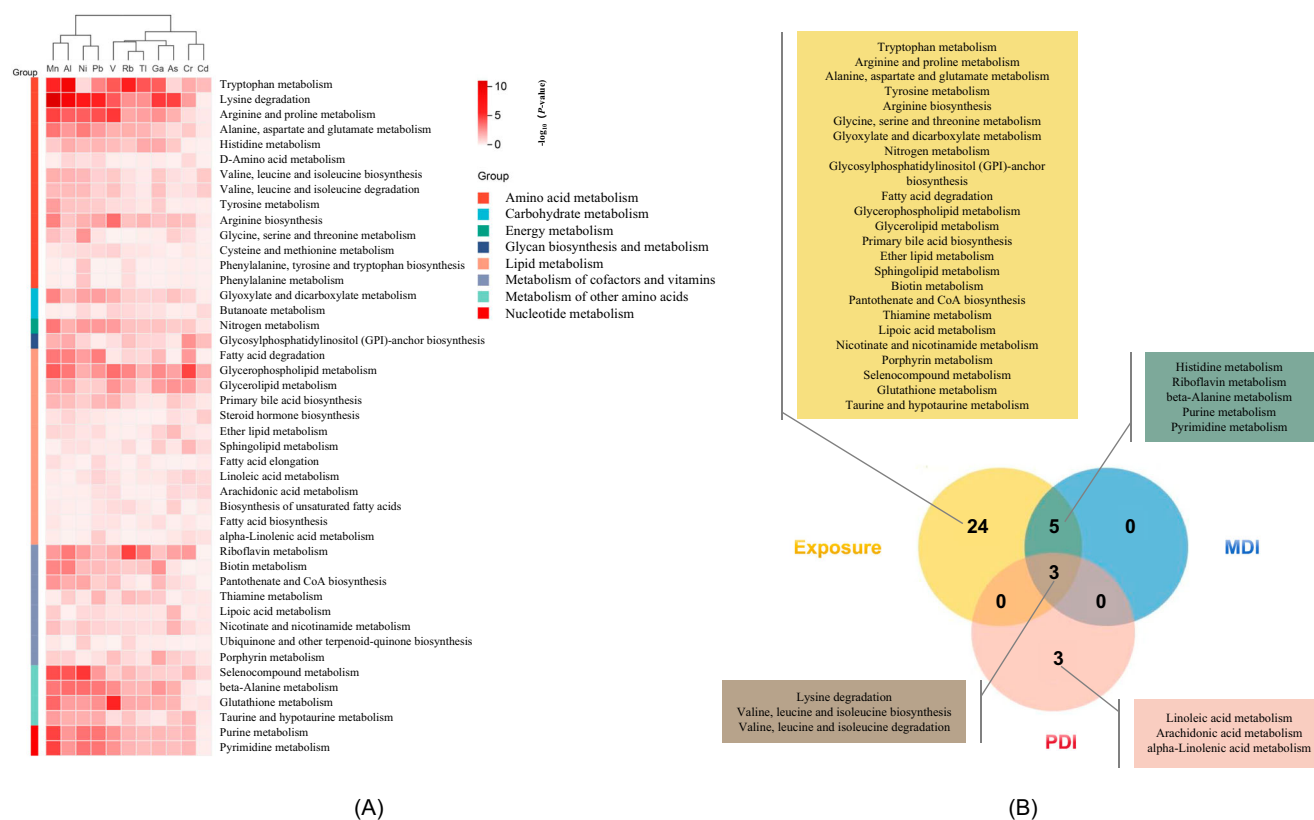 Group
Mn Al Ni Pb V Rb Tl Ga As Cr Cd
Tryptophan metabolism
Lysine degradation
Arginine and proline metabolism
Alanine, aspartate and glutamate metabolism
Histidine metabolism
D-Amino acid metabolism
Valine, leucine and isoleucine biosynthesis
Valine, leucine and isoleucine degradation
Tyrosine metabolism
Arginine biosynthesis
Glycine, serine and threonine metabolism
Cysteine and methionine metabolism
Phenylalanine, tyrosine and tryptophan biosynthesis
Phenylalanine metabolism
Glyoxylate and dicarboxylate metabolism
Butanoate metabolism
Nitrogen metabolism
Glycosylphosphatidylinositol (GPI)-anchor biosynthesis
Fatty acid degradation
Glycerophospholipid metabolism
Glycerolipid metabolism
Primary bile acid biosynthesis
Steroid hormone biosynthesis
Ether lipid metabolism
Sphingolipid metabolism
Fatty acid elongation
Linoleic acid metabolism
Arachidonic acid metabolism
Biosynthesis of unsaturated fatty acids
Fatty acid biosynthesis
alpha-Linolenic acid metabolism
Riboflavin metabolism
Biotin metabolism
Pantothenate and CoA biosynthesis
Thiamine metabolism
Lipoic acid metabolism
Nicotinate and nicotinamide metabolism
Ubiquinone and other terpenoid-quinone biosynthesis
Porphyrin metabolism
Selenocompound metabolism
beta-Alanine metabolism
Glutathione metabolism
Taurine and hypotaurine metabolism
Purine metabolism
Pyrimidine metabolism
10
5
0
-log₁₀ (P-value)
Group
Amino acid metabolism
Carbohydrate metabolism
Energy metabolism
Glycan biosynthesis and metabolism
Lipid metabolism
Metabolism of cofactors and vitamins
Metabolism of other amino acids
Nucleotide metabolism
(A)
Tryptophan metabolism
Arginine and proline metabolism
Alanine, aspartate and glutamate metabolism
Tyrosine metabolism
Arginine biosynthesis
Glycine, serine and threonine metabolism
Glyoxylate and dicarboxylate metabolism
Nitrogen metabolism
Glycosylphosphatidylinositol (GPI)-anchor
biosynthesis
Fatty acid degradation
Glycerophospholipid metabolism
Glycerolipid metabolism
Primary bile acid biosynthesis
Ether lipid metabolism
Sphingolipid metabolism
Biotin metabolism
Pantothenate and CoA biosynthesis
Thiamine metabolism
Lipoic acid metabolism
Nicotinate and nicotinamide metabolism
Porphyrin metabolism
Selenocompound metabolism
Glutathione metabolism
Taurine and hypotaurine metabolism
Histidine metabolism
Riboflavin metabolism
beta-Alanine metabolism
Purine metabolism
Pyrimidine metabolism
24
5
0
Exposure
MDI
3
0
0
3
Lysine degradation
Valine, leucine and isoleucine biosynthesis
Valine, leucine and isoleucine degradation
PDI
Linoleic acid metabolism
Arachidonic acid metabolism
alpha-Linolenic acid metabolism
(B)